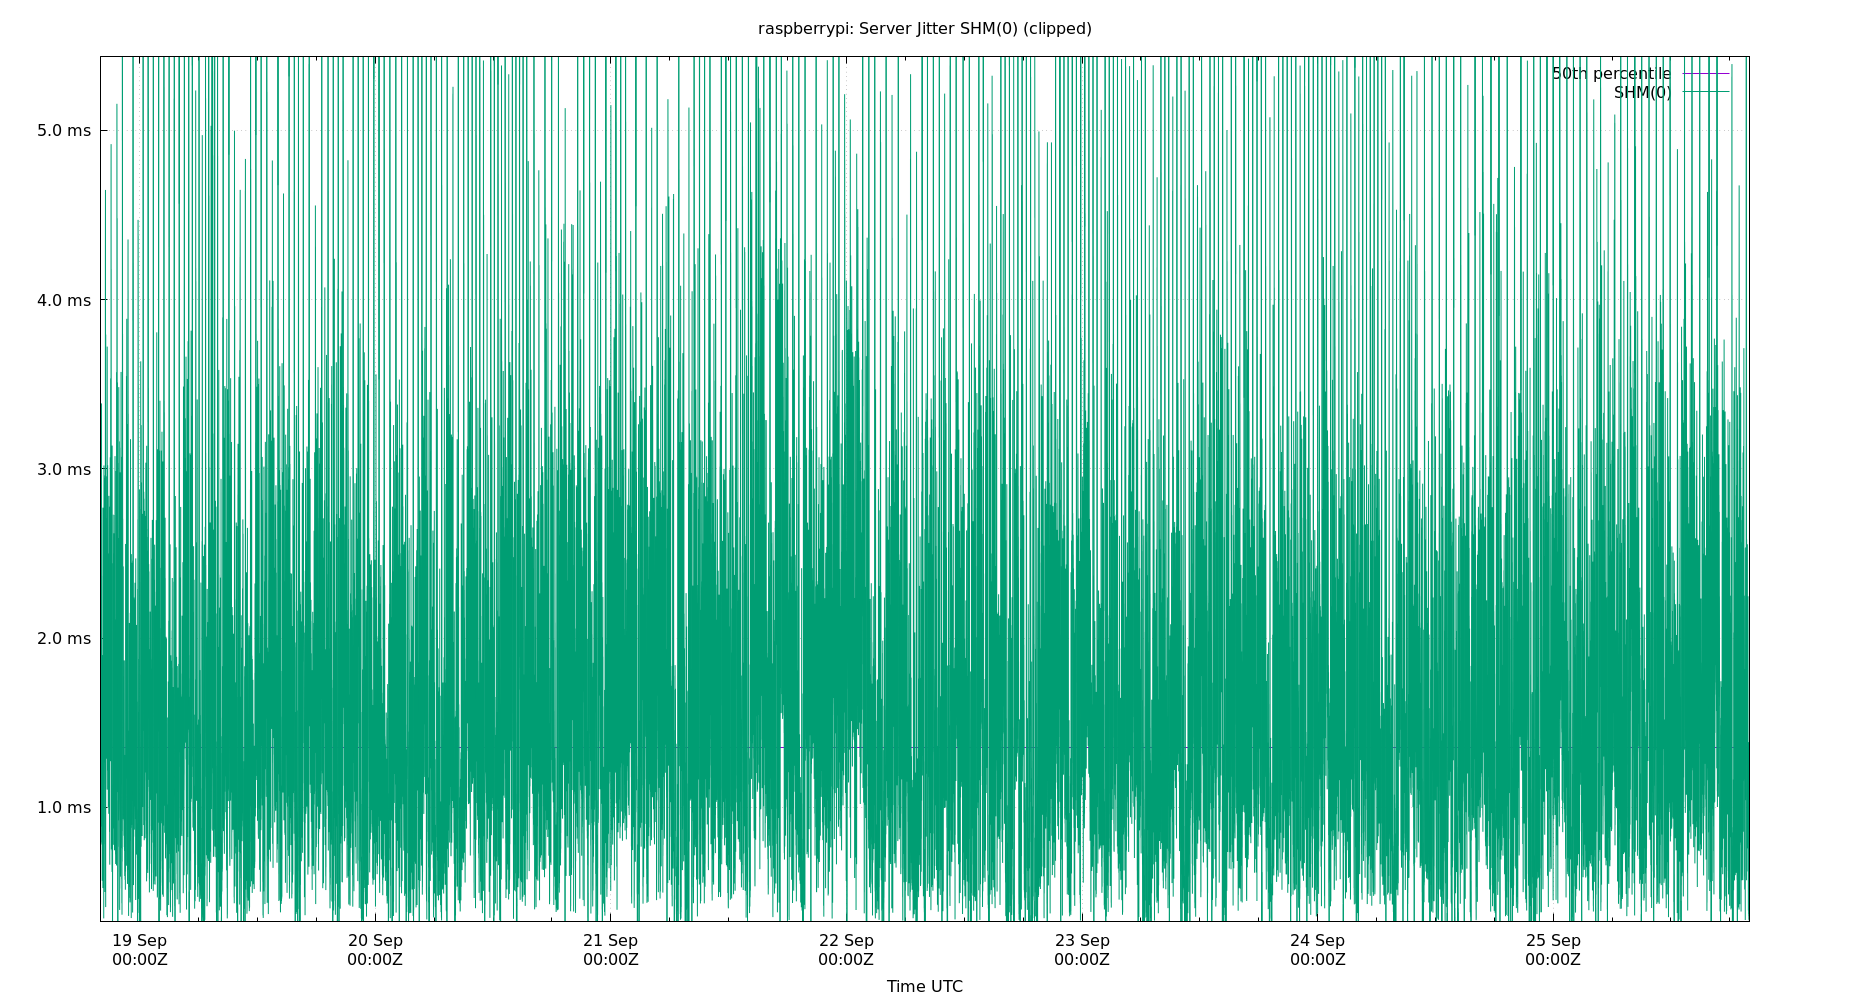 raspberrypi: Server Jitter SHM(0) (clipped)
50th percentile
SHM(0)
5.0 ms
4.0 ms
3.0 ms
2.0 ms
1.0 ms
19 Sep 20 Sep 21 Sep 22 Sep 23 Sep 24 Sep 25 Sep
00:00Z 00:00Z 00:00Z 00:00Z 00:00Z 00:00Z 00:00Z
Time UTC